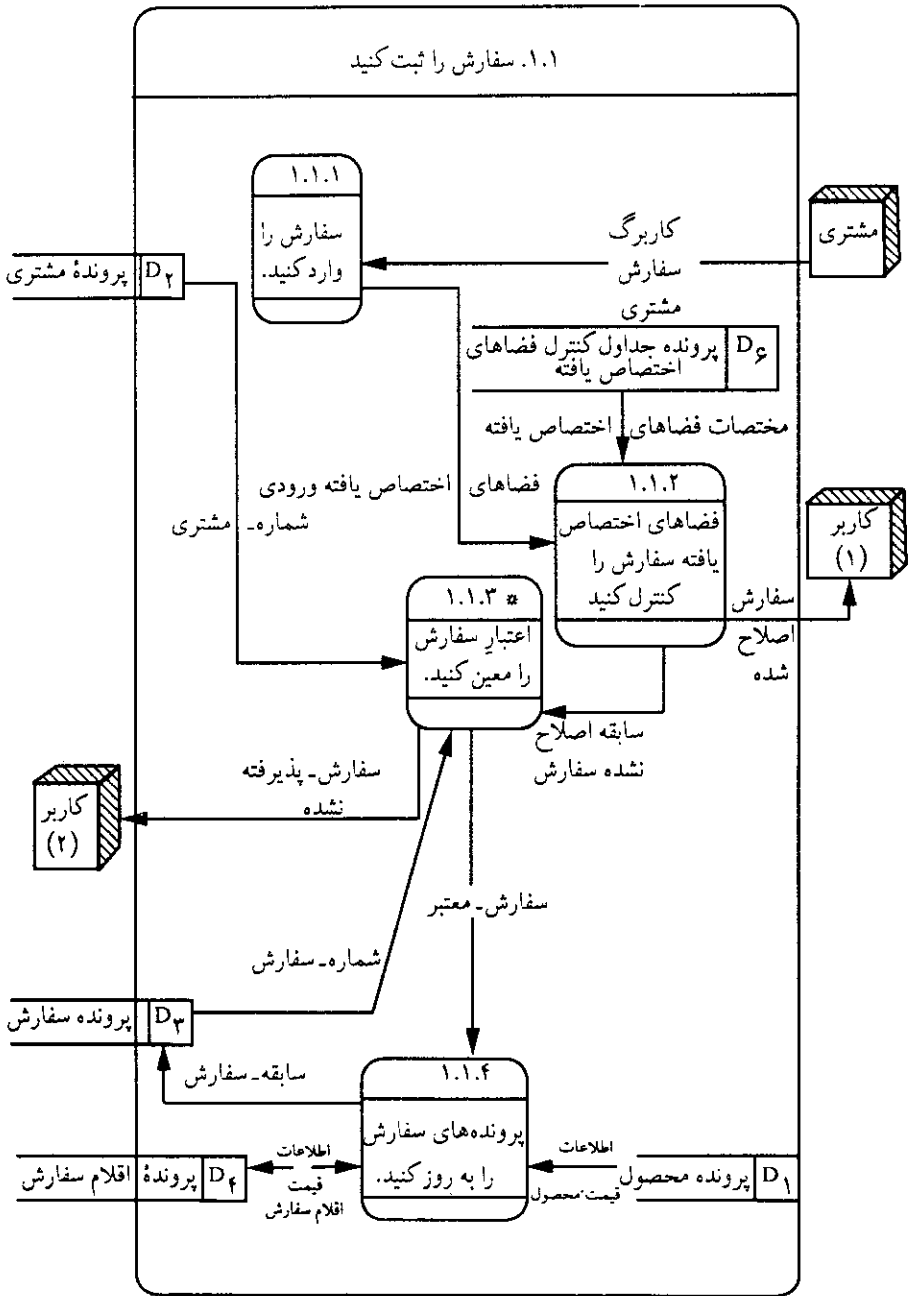 ۱.۱. سفارش را ثبت کنید
۱.۱.۱
سفارش را
وارد کنید.
مشتری
کاربرگ
سفارش
مشتری
D۲ پروندهٔ مشتری
D۶ پرونده جداول کنترل فضاهای
اختصاص یافته
مختصات فضاهای اختصاص یافته
فضاهای اختصاص یافته ورودی
شماره_ مشتری
۱.۱.۲
فضاهای اختصاص
یافته سفارش را
کنترل کنید
کاربر
(۱)
سفارش
اصلاح
شده
۱.۱.۳ *
اعتبارِ سفارش
را معین کنید.
سابقه اصلاح
نشده سفارش
سفارش_ پذیرفته
نشده
کاربر
(۲)
سفارش_ معتبر
شماره_ سفارش
D۳ پرونده سفارش
سابقه_ سفارش
۱.۱.۴
پرونده‌های سفارش
را به روز کنید.
D۱ پرونده محصول
اطلاعات
قیمت محصول
اطلاعات
قیمت
اقلام سفارش
D۴ پروندهٔ اقلام سفارش